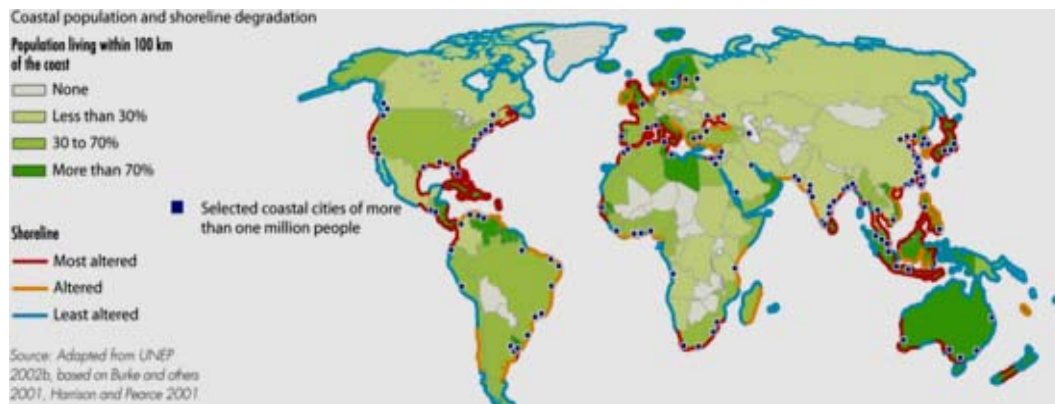 Coastal population and shoreline degradation
Population living within 100 km
of the coast
None
Less than 30%
30 to 70%
More than 70%
Selected coastal cities of more
than one million people
Shoreline
Most altered
Altered
Least altered
Source: Adapted from UNEP
2002b, based on Burke and others
2001, Harrison and Pearce 2001